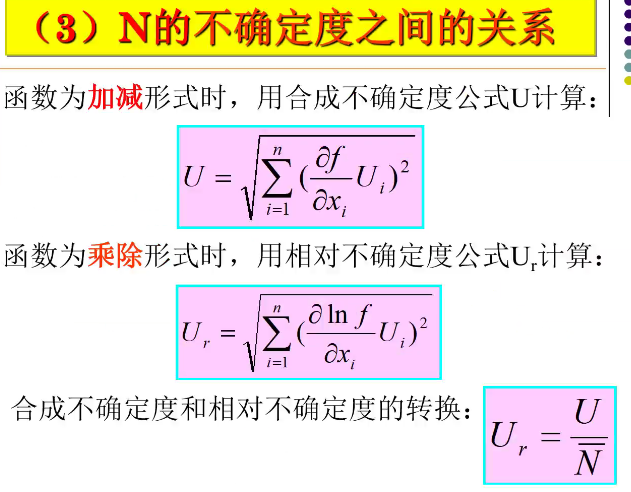 （3）N的不确定度之间的关系
函数为加减形式时，用合成不确定度公式U计算：
$U = \sqrt{\sum_{i=1}^{n} (\frac{\partial f}{\partial x_i} U_i)^2}$
函数为乘除形式时，用相对不确定度公式U_r计算：
$U_r = \sqrt{\sum_{i=1}^{n} (\frac{\partial \ln f}{\partial x_i} U_i)^2}$
合成不确定度和相对不确定度的转换： $U_r = \frac{U}{\overline{N}}$